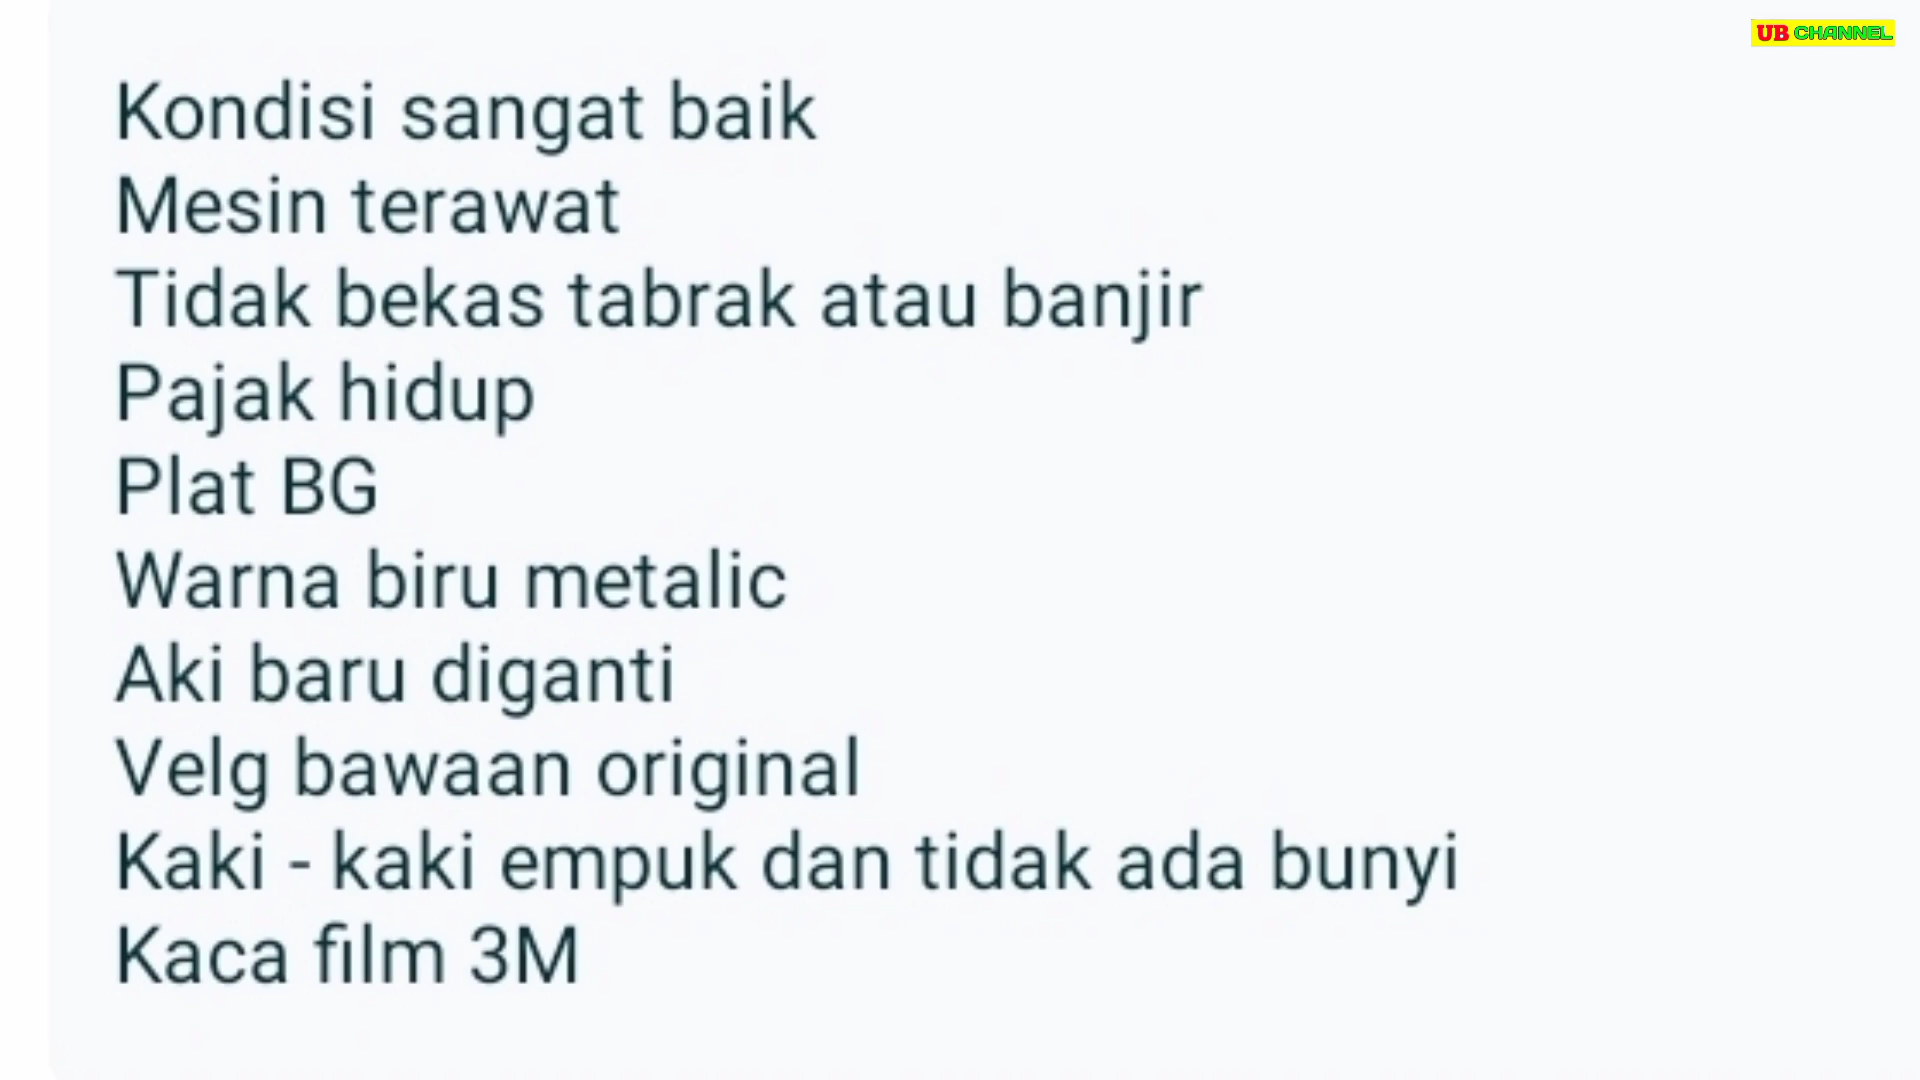 UB CHANNEL
Kondisi sangat baik
Mesin terawat
Tidak bekas tabrak atau banjir
Pajak hidup
Plat BG
Warna biru metalic
Aki baru diganti
Velg bawaan original
Kaki - kaki empuk dan tidak ada bunyi
Kaca film 3M